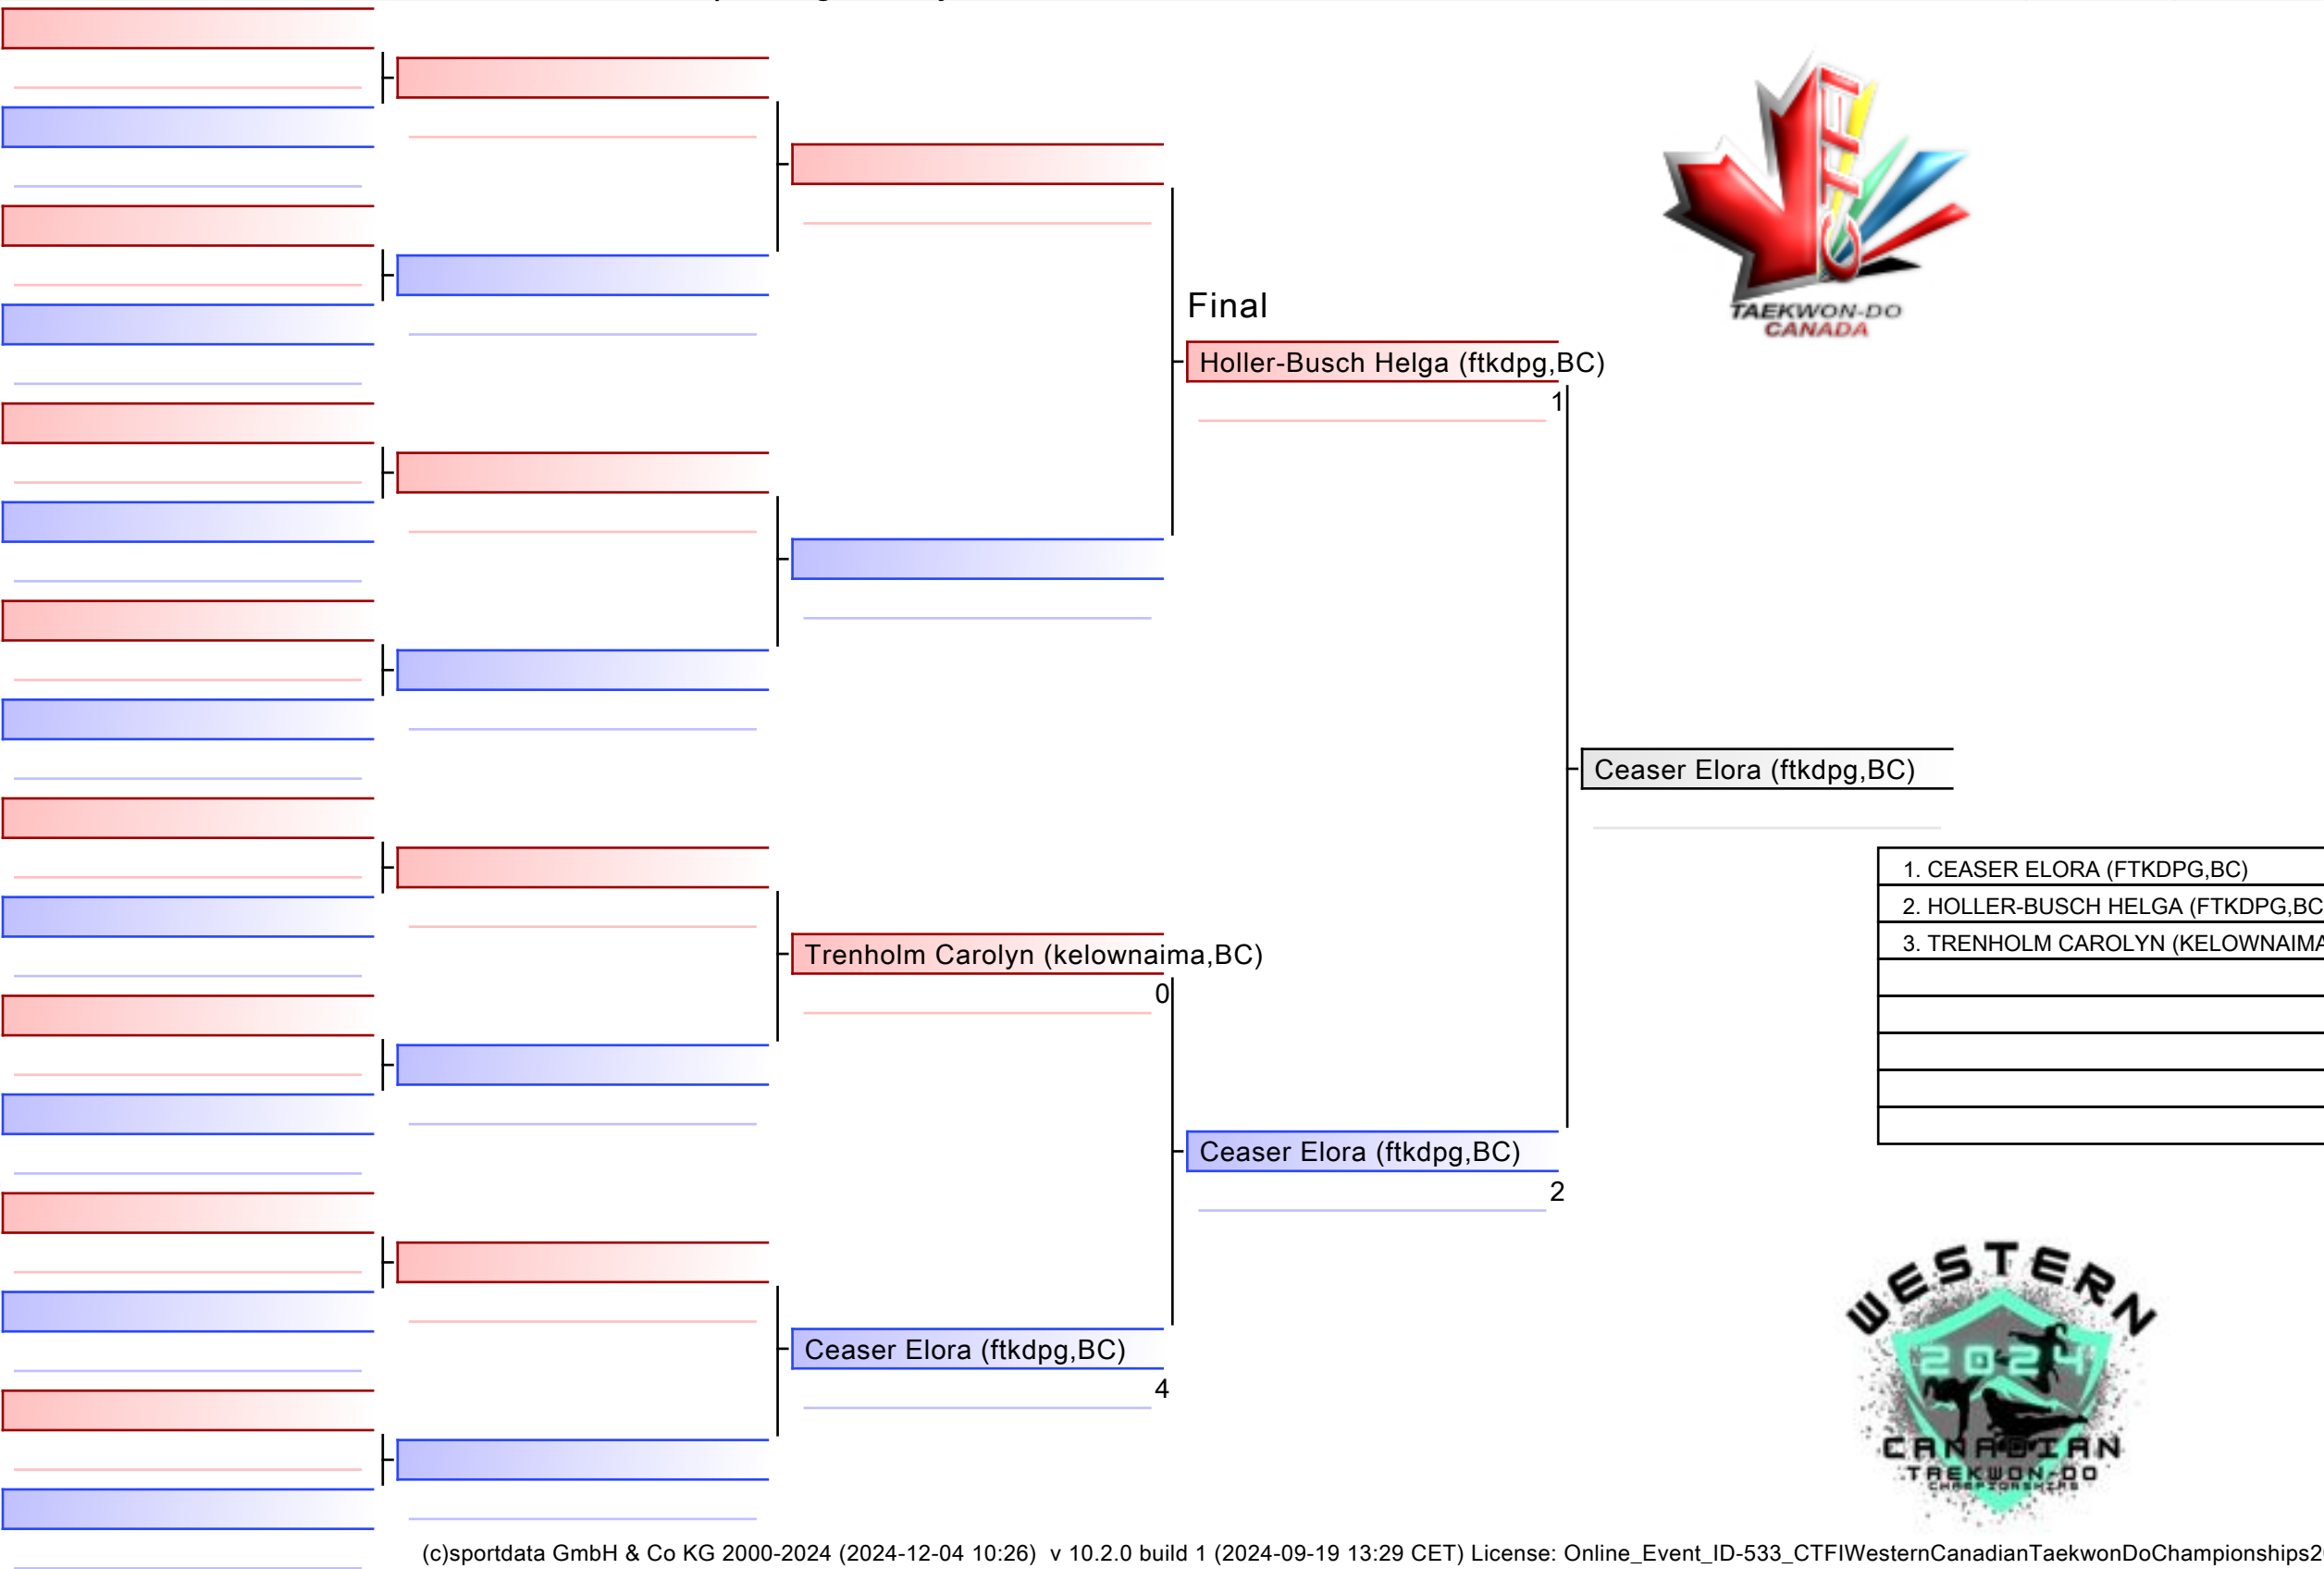 CTFI
TAEKWON-DO
CANADA
Final
Holler-Busch Helga (ftkdpg,BC)
1
Ceaser Elora (ftkdpg,BC)
1. CEASER ELORA (FTKDPG,BC)
2. HOLLER-BUSCH HELGA (FTKDPG,BC
3. TRENHOLM CAROLYN (KELOWNAIMA
Trenholm Carolyn (kelownaima,BC)
0
Ceaser Elora (ftkdpg,BC)
2
Ceaser Elora (ftkdpg,BC)
4
WESTERN
2024
CANADIAN
TAEKWON-DO
CHAMPIONSHIPS
(c)sportdata GmbH & Co KG 2000-2024 (2024-12-04 10:26) v 10.2.0 build 1 (2024-09-19 13:29 CET) License: Online_Event_ID-533_CTFIWesternCanadianTaekwonDoChampionships2